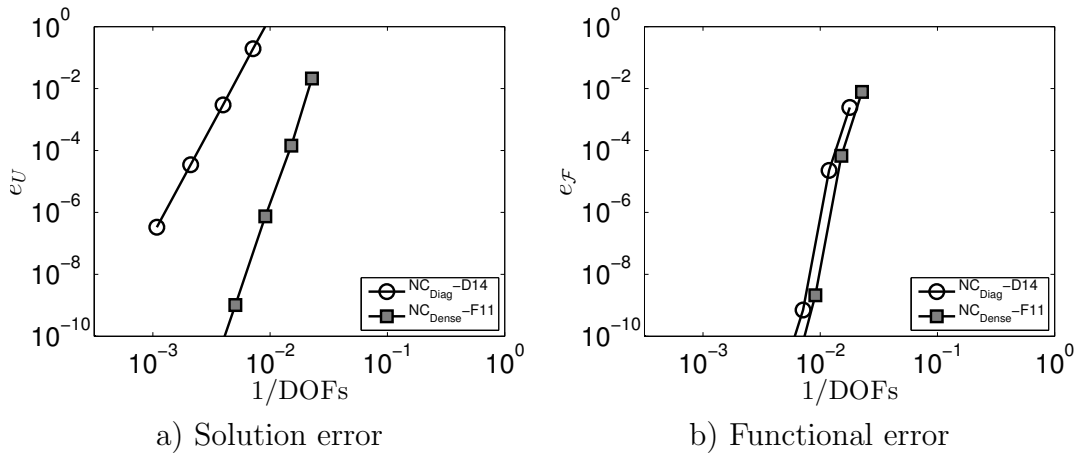 10^0
10^−2
10^−4
10^−6
10^−8
10^−10
e_U
10^−3
10^−2
10^−1
10^0
1/DOFs
NC_Diag−D14
NC_Dense−F11
a) Solution error
10^0
10^−2
10^−4
10^−6
10^−8
10^−10
e_ℱ
10^−3
10^−2
10^−1
10^0
1/DOFs
NC_Diag−D14
NC_Dense−F11
b) Functional error